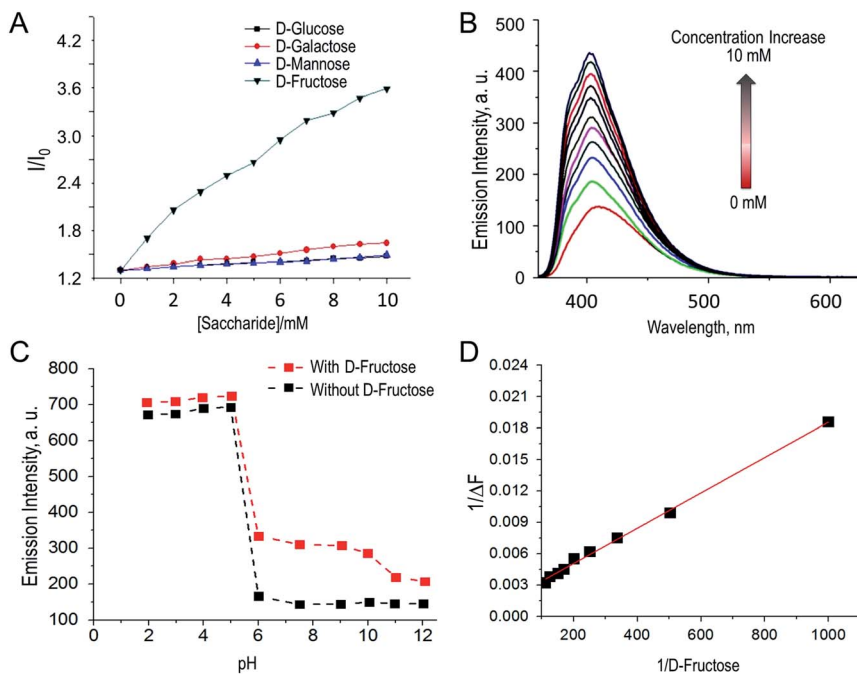 A
4.2
3.6
3.0
2.4
1.8
1.2
I/I0
0 2 4 6 8 10
[Saccharide]/mM
D-Glucose
D-Galactose
D-Mannose
D-Fructose
B
500
400
300
200
100
0
Emission Intensity, a. u.
400 500 600
Wavelength, nm
Concentration Increase
10 mM
0 mM
C
800
700
600
500
400
300
200
100
Emission Intensity, a. u.
0 2 4 6 8 10 12
pH
With D-Fructose
Without D-Fructose
D
0.024
0.021
0.018
0.015
0.012
0.009
0.006
0.003
0.000
1/ΔF
200 400 600 800 1000
1/D-Fructose